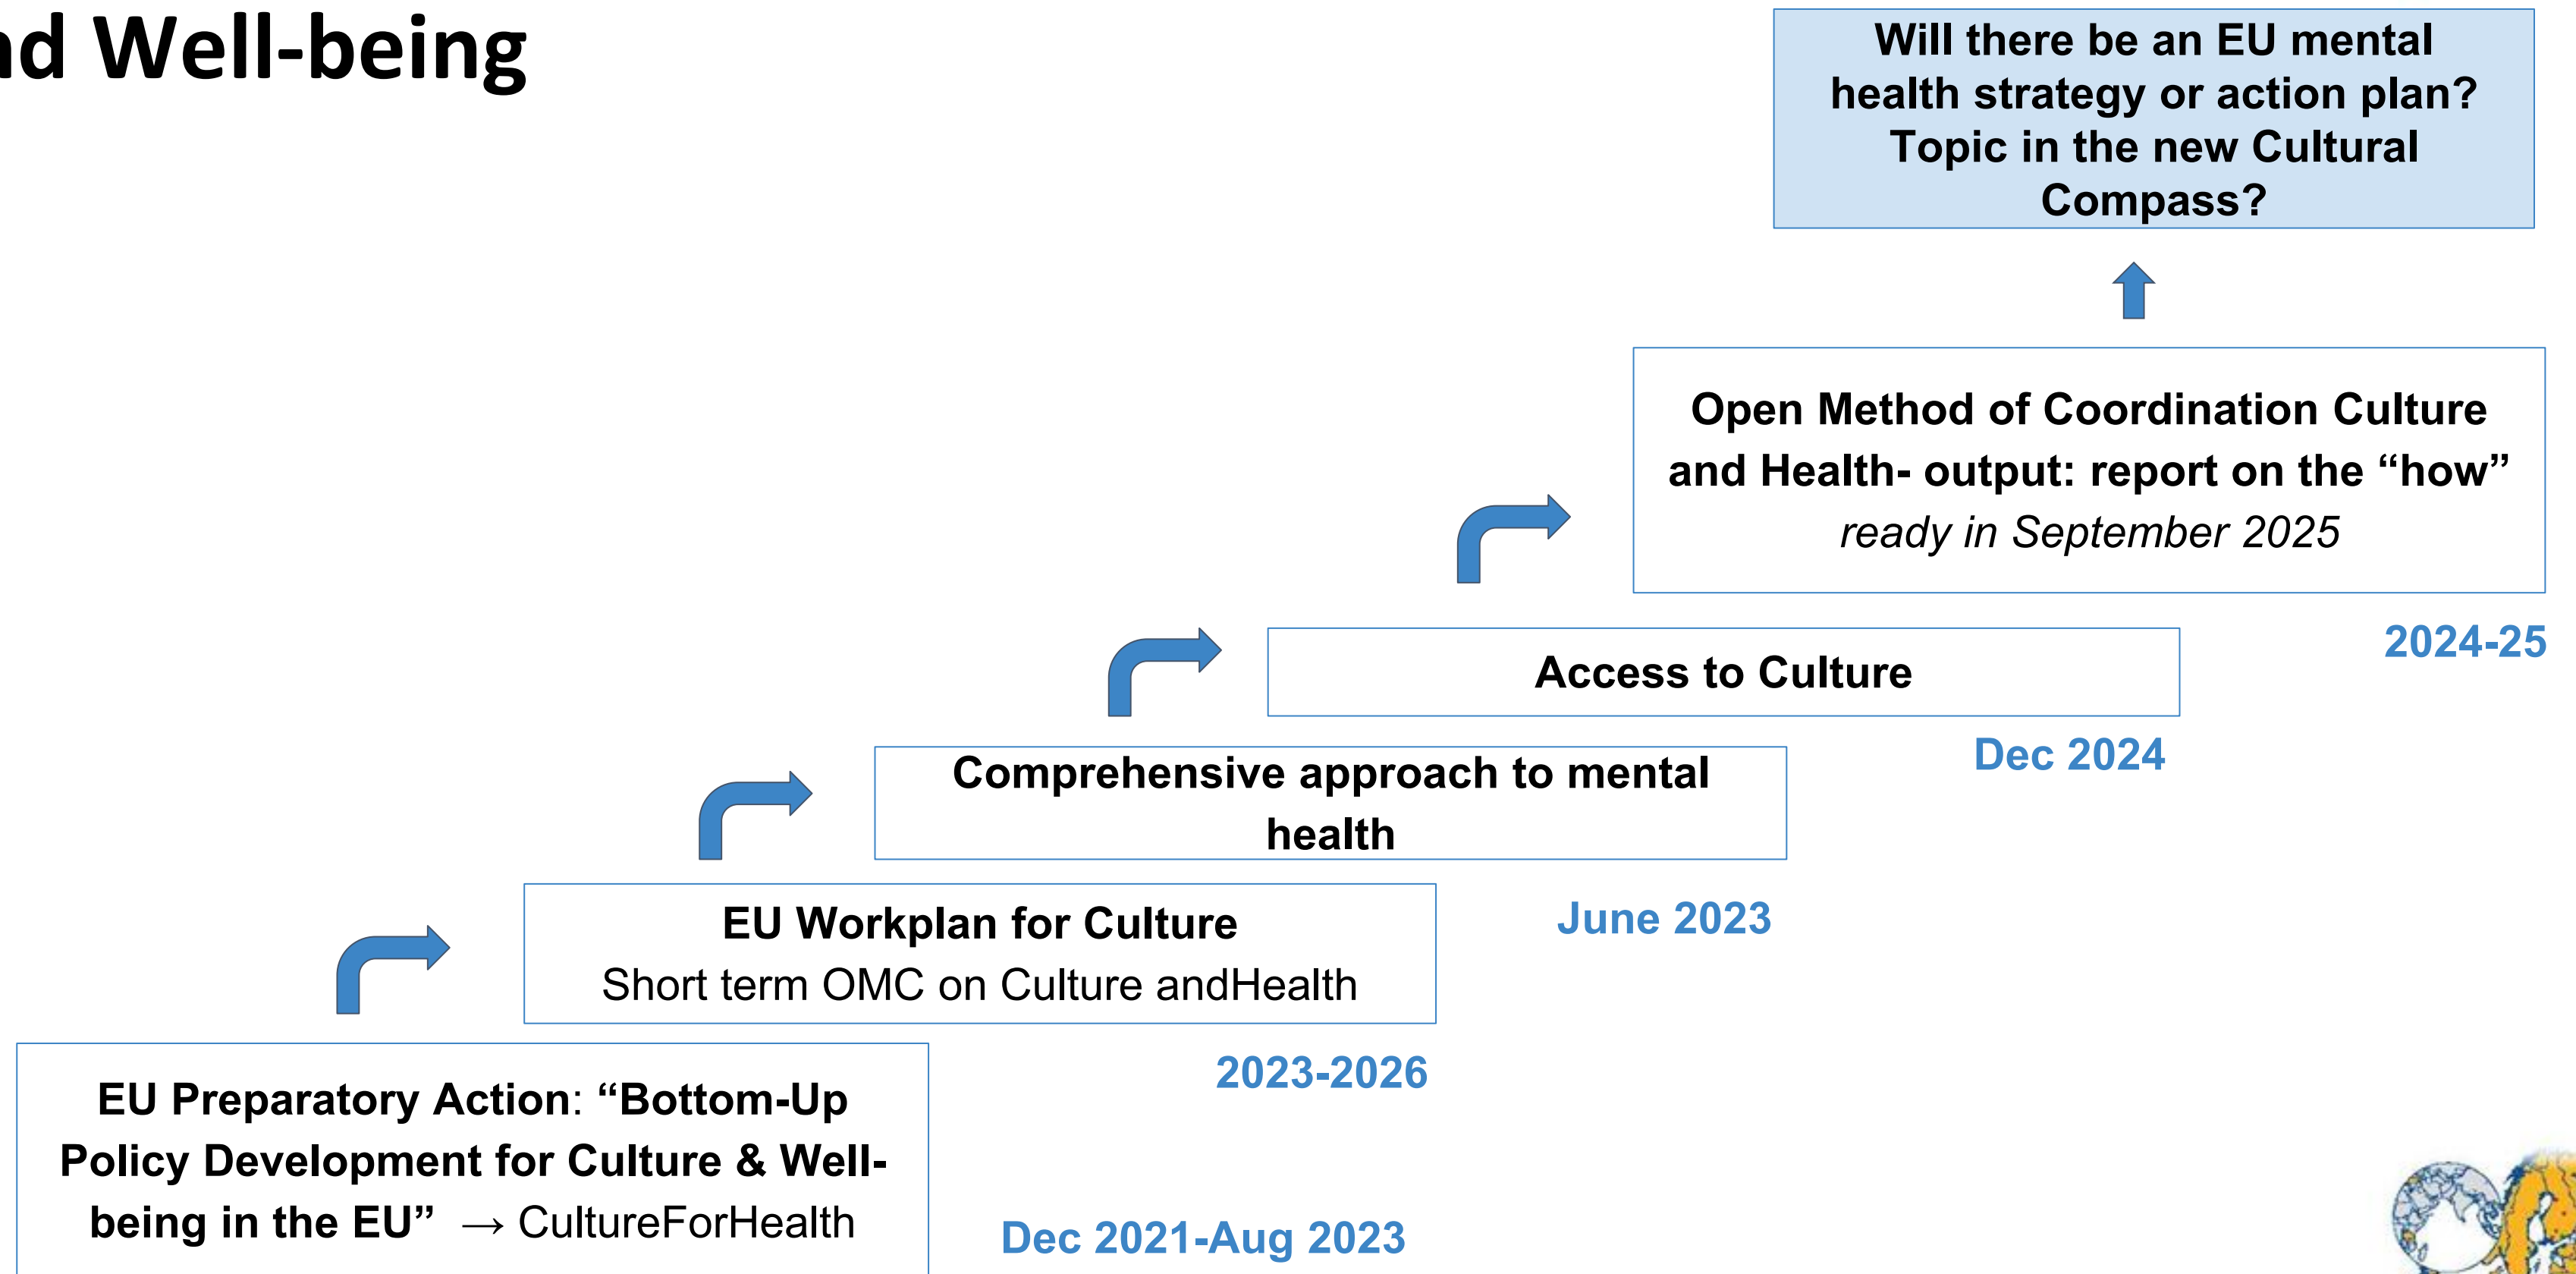 nd Well-being
Will there be an EU mental
health strategy or action plan?
Topic in the new Cultural
Compass?
Open Method of Coordination Culture
and Health- output: report on the “how”
ready in September 2025
2024-25
Access to Culture
Dec 2024
Comprehensive approach to mental
health
June 2023
EU Workplan for Culture
Short term OMC on Culture andHealth
2023-2026
EU Preparatory Action: “Bottom-Up
Policy Development for Culture & Well-
being in the EU” → CultureForHealth
Dec 2021-Aug 2023